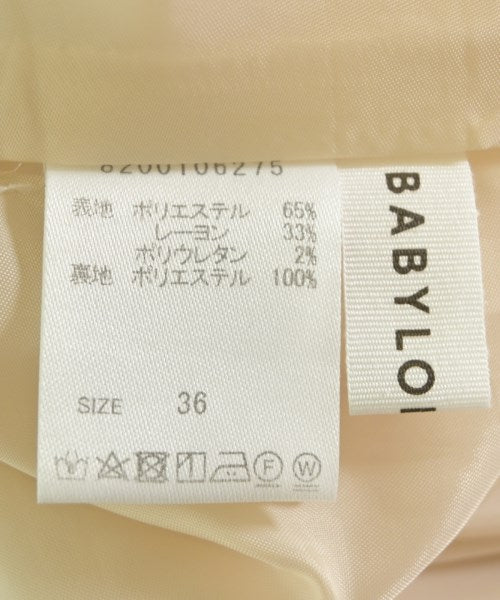 8200106275
表地 ポリエステル 65%
レーヨン 33%
ポリウレタン 2%
裏地 ポリエステル 100%
SIZE 36
F W
BABYLO